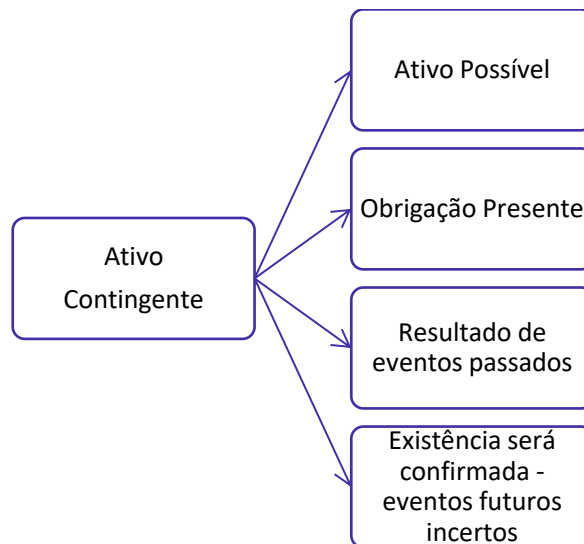 Ativo
Contingente
Ativo Possível
Obrigação Presente
Resultado de
eventos passados
Existência será
confirmada -
eventos futuros
incertos